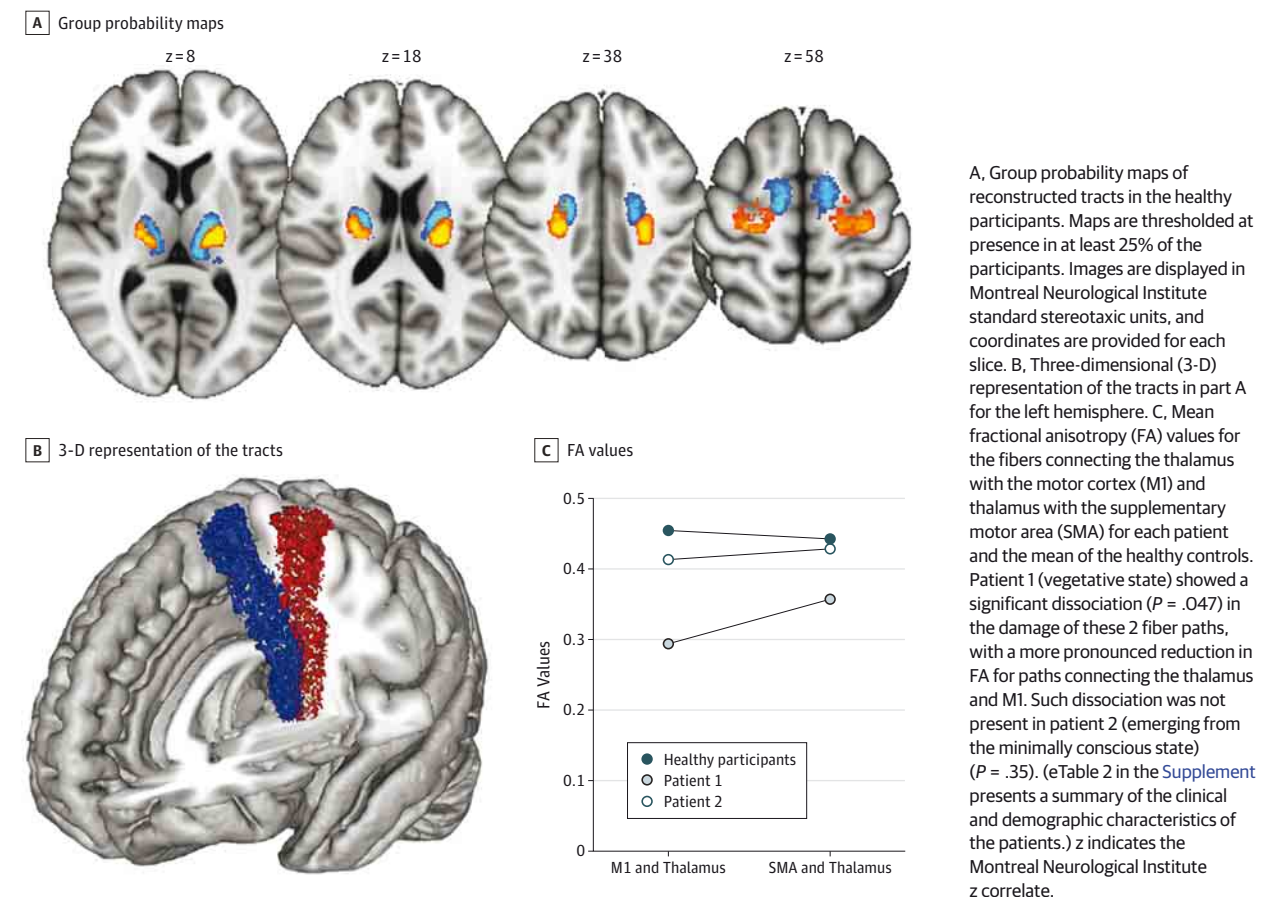 A Group probability maps
z = 8
z = 18
z = 38
z = 58
B 3-D representation of the tracts
C FA values
0.5
0.4
0.3
0.2
0.1
0
FA Values
Healthy participants
Patient 1
Patient 2
M1 and Thalamus
SMA and Thalamus
A, Group probability maps of
reconstructed tracts in the healthy
participants. Maps are thresholded at
presence in at least 25% of the
participants. Images are displayed in
Montreal Neurological Institute
standard stereotaxic units, and
coordinates are provided for each
slice. B, Three-dimensional (3-D)
representation of the tracts in part A
for the left hemisphere. C, Mean
fractional anisotropy (FA) values for
the fibers connecting the thalamus
with the motor cortex (M1) and
thalamus with the supplementary
motor area (SMA) for each patient
and the mean of the healthy controls.
Patient 1 (vegetative state) showed a
significant dissociation (P = .047) in
the damage of these 2 fiber paths,
with a more pronounced reduction in
FA for paths connecting the thalamus
and M1. Such dissociation was not
present in patient 2 (emerging from
the minimally conscious state)
(P = .35). (eTable 2 in the Supplement
presents a summary of the clinical
and demographic characteristics of
the patients.) z indicates the
Montreal Neurological Institute
z correlate.